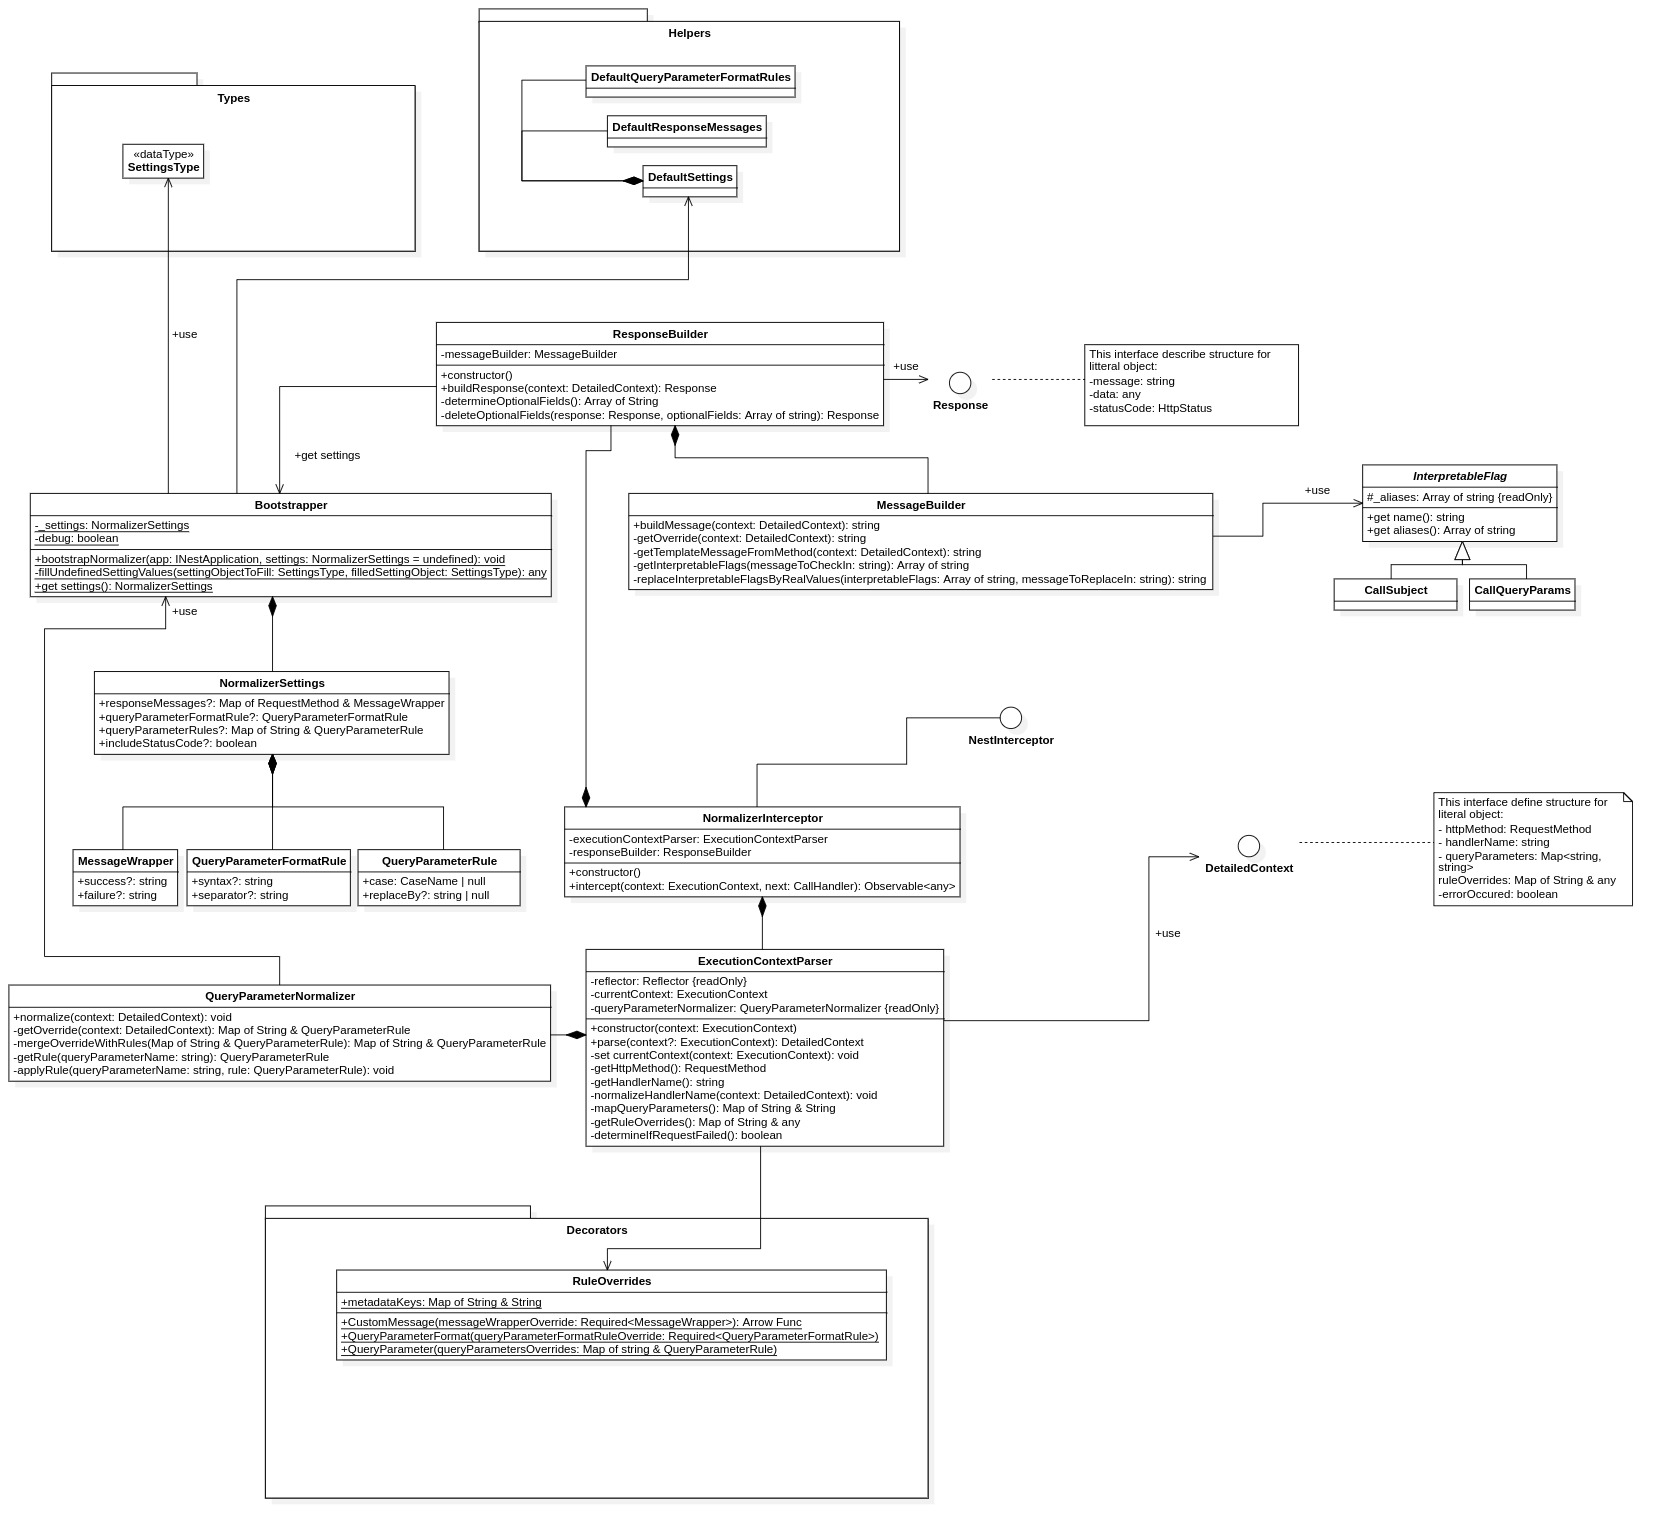 Helpers
DefaultQueryParameterFormatRules
DefaultResponseMessages
DefaultSettings
Types
«dataType»
SettingsType
+use
ResponseBuilder
-messageBuilder: MessageBuilder
+constructor()
+buildResponse(context: DetailedContext): Response
-determineOptionalFields(): Array of String
-deleteOptionalFields(response: Response, optionalFields: Array of string): Response
+use
Response
This interface describe structure for
litteral object:
-message: string
-data: any
-statusCode: HttpStatus
+get settings
Bootstrapper
-_settings: NormalizerSettings
-debug: boolean
+bootstrapNormalizer(app: INestApplication, settings: NormalizerSettings = undefined): void
-fillUndefinedSettingValues(settingObjectToFill: SettingsType, filledSettingObject: SettingsType): any
+get settings(): NormalizerSettings
+use
MessageBuilder
+buildMessage(context: DetailedContext): string
-getOverride(context: DetailedContext): string
-getTemplateMessageFromMethod(context: DetailedContext): string
-getInterpretableFlags(messageToCheckIn: string): Array of string
-replaceInterpretableFlagsByRealValues(interpretableFlags: Array of string, messageToReplaceIn: string): string
+use
InterpretableFlag
#_aliases: Array of string {readOnly}
+get name(): string
+get aliases(): Array of string
CallSubject
CallQueryParams
NormalizerSettings
+responseMessages?: Map of RequestMethod & MessageWrapper
+queryParameterFormatRule?: QueryParameterFormatRule
+queryParameterRules?: Map of String & QueryParameterRule
+includeStatusCode?: boolean
NestInterceptor
MessageWrapper
+success?: string
+failure?: string
QueryParameterFormatRule
+syntax?: string
+separator?: string
QueryParameterRule
+case: CaseName | null
+replaceBy?: string | null
NormalizerInterceptor
-executionContextParser: ExecutionContextParser
-responseBuilder: ResponseBuilder
+constructor()
+intercept(context: ExecutionContext, next: CallHandler): Observable<any>
DetailedContext
This interface define structure for
literal object:
- httpMethod: RequestMethod
- handlerName: string
- queryParameters: Map<string,
string>
ruleOverrides: Map of String & any
-errorOccured: boolean
+use
QueryParameterNormalizer
+normalize(context: DetailedContext): void
-getOverride(context: DetailedContext): Map of String & QueryParameterRule
-mergeOverrideWithRules(Map of String & QueryParameterRule): Map of String & QueryParameterRule
-getRule(queryParameterName: string): QueryParameterRule
-applyRule(queryParameterName: string, rule: QueryParameterRule): void
ExecutionContextParser
-reflector: Reflector {readOnly}
-currentContext: ExecutionContext
-queryParameterNormalizer: QueryParameterNormalizer {readOnly}
+constructor(context: ExecutionContext)
+parse(context?: ExecutionContext): DetailedContext
-set currentContext(context: ExecutionContext): void
-getHttpMethod(): RequestMethod
-getHandlerName(): string
-normalizeHandlerName(context: DetailedContext): void
-mapQueryParameters(): Map of String & String
-getRuleOverrides(): Map of String & any
-determineIfRequestFailed(): boolean
Decorators
RuleOverrides
+metadataKeys: Map of String & String
+CustomMessage(messageWrapperOverride: Required<MessageWrapper>): Arrow Func
+QueryParameterFormat(queryParameterFormatRuleOverride: Required<QueryParameterFormatRule>)
+QueryParameter(queryParametersOverrides: Map of string & QueryParameterRule)